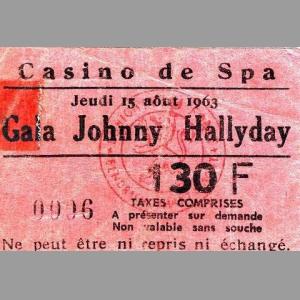 Casino de Spa
Jeudi 15 août 1963
Gala Johnny Hallyday
130 F
0096
TAXES COMPRISES
A présenter sur demande
Non valable sans souche
Ne peut être ni repris ni échangé.